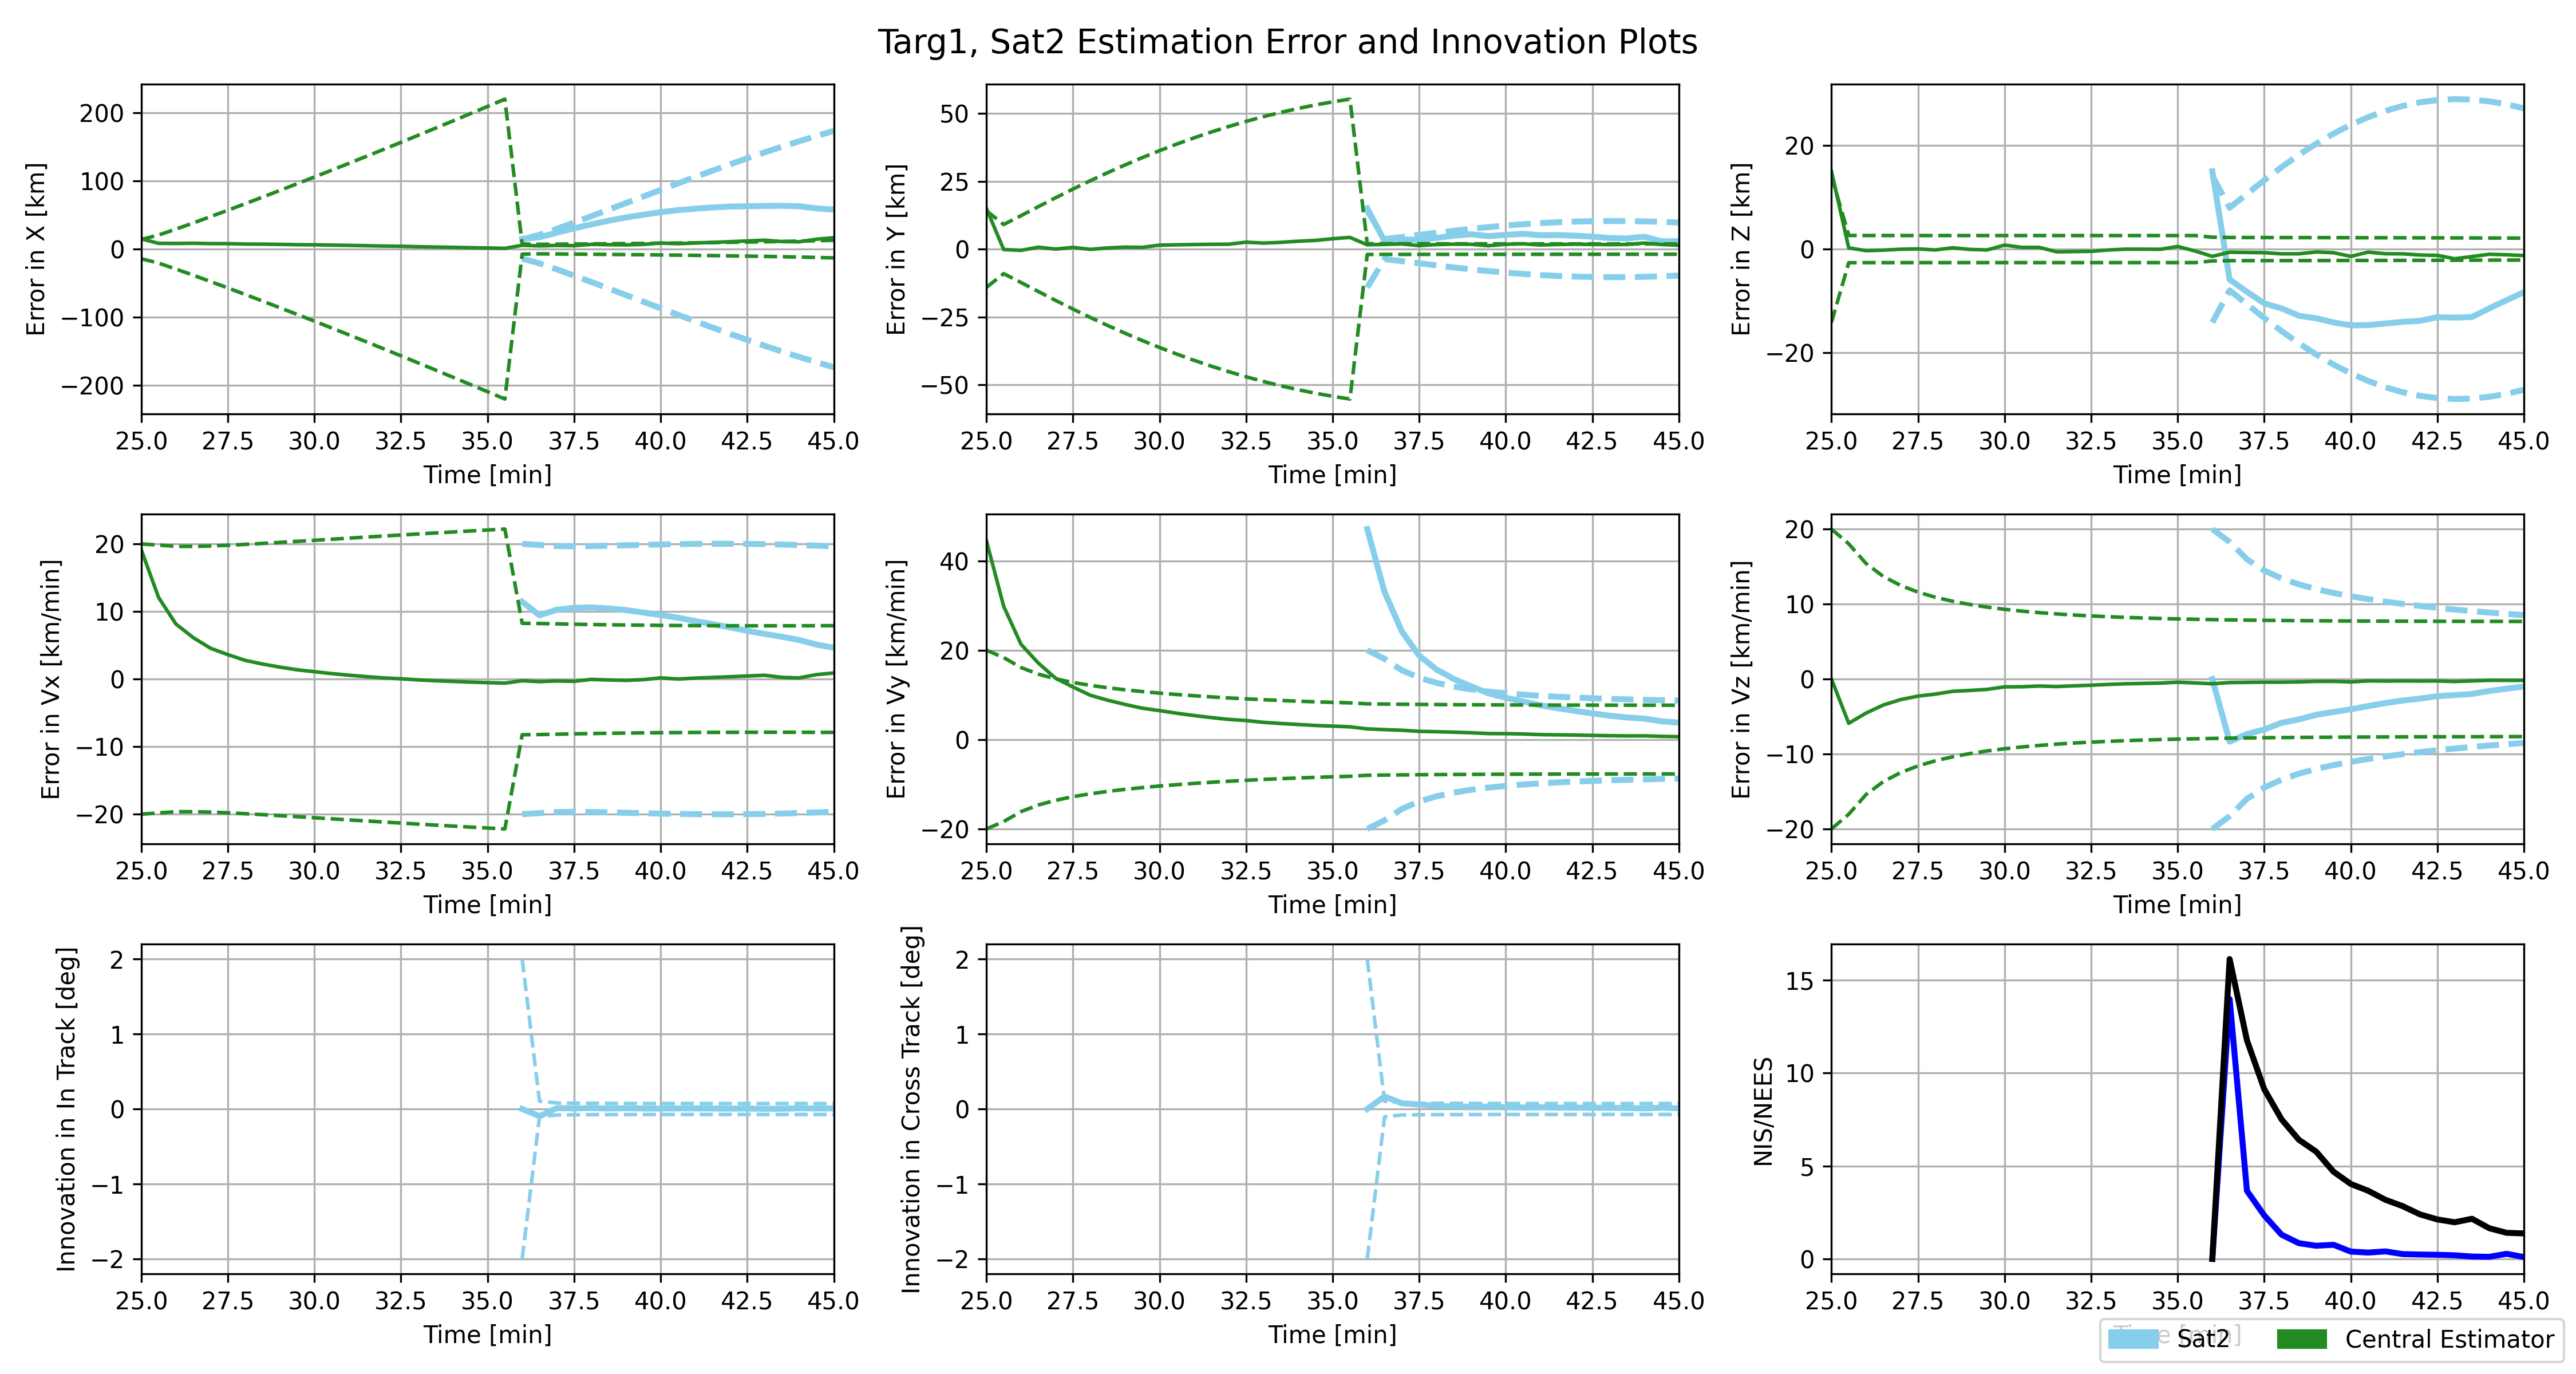 Targ1, Sat2 Estimation Error and Innovation Plots
Error in X [km]
200
100
0
−100
−200
25.0 27.5 30.0 32.5 35.0 37.5 40.0 42.5 45.0
Time [min]
Error in Y [km]
50
25
0
−25
−50
25.0 27.5 30.0 32.5 35.0 37.5 40.0 42.5 45.0
Time [min]
Error in Z [km]
20
0
−20
25.0 27.5 30.0 32.5 35.0 37.5 40.0 42.5 45.0
Time [min]
Error in Vx [km/min]
20
10
0
−10
−20
25.0 27.5 30.0 32.5 35.0 37.5 40.0 42.5 45.0
Time [min]
Error in Vy [km/min]
40
20
0
−20
25.0 27.5 30.0 32.5 35.0 37.5 40.0 42.5 45.0
Time [min]
Error in Vz [km/min]
20
10
0
−10
−20
25.0 27.5 30.0 32.5 35.0 37.5 40.0 42.5 45.0
Time [min]
Innovation in In Track [deg]
2
1
0
−1
−2
25.0 27.5 30.0 32.5 35.0 37.5 40.0 42.5 45.0
Time [min]
Innovation in Cross Track [deg]
2
1
0
−1
−2
25.0 27.5 30.0 32.5 35.0 37.5 40.0 42.5 45.0
Time [min]
NIS/NEES
15
10
5
0
25.0 27.5 30.0 32.5 35.0 37.5 40.0 42.5 45.0
Time [min]
Sat2 Central Estimator